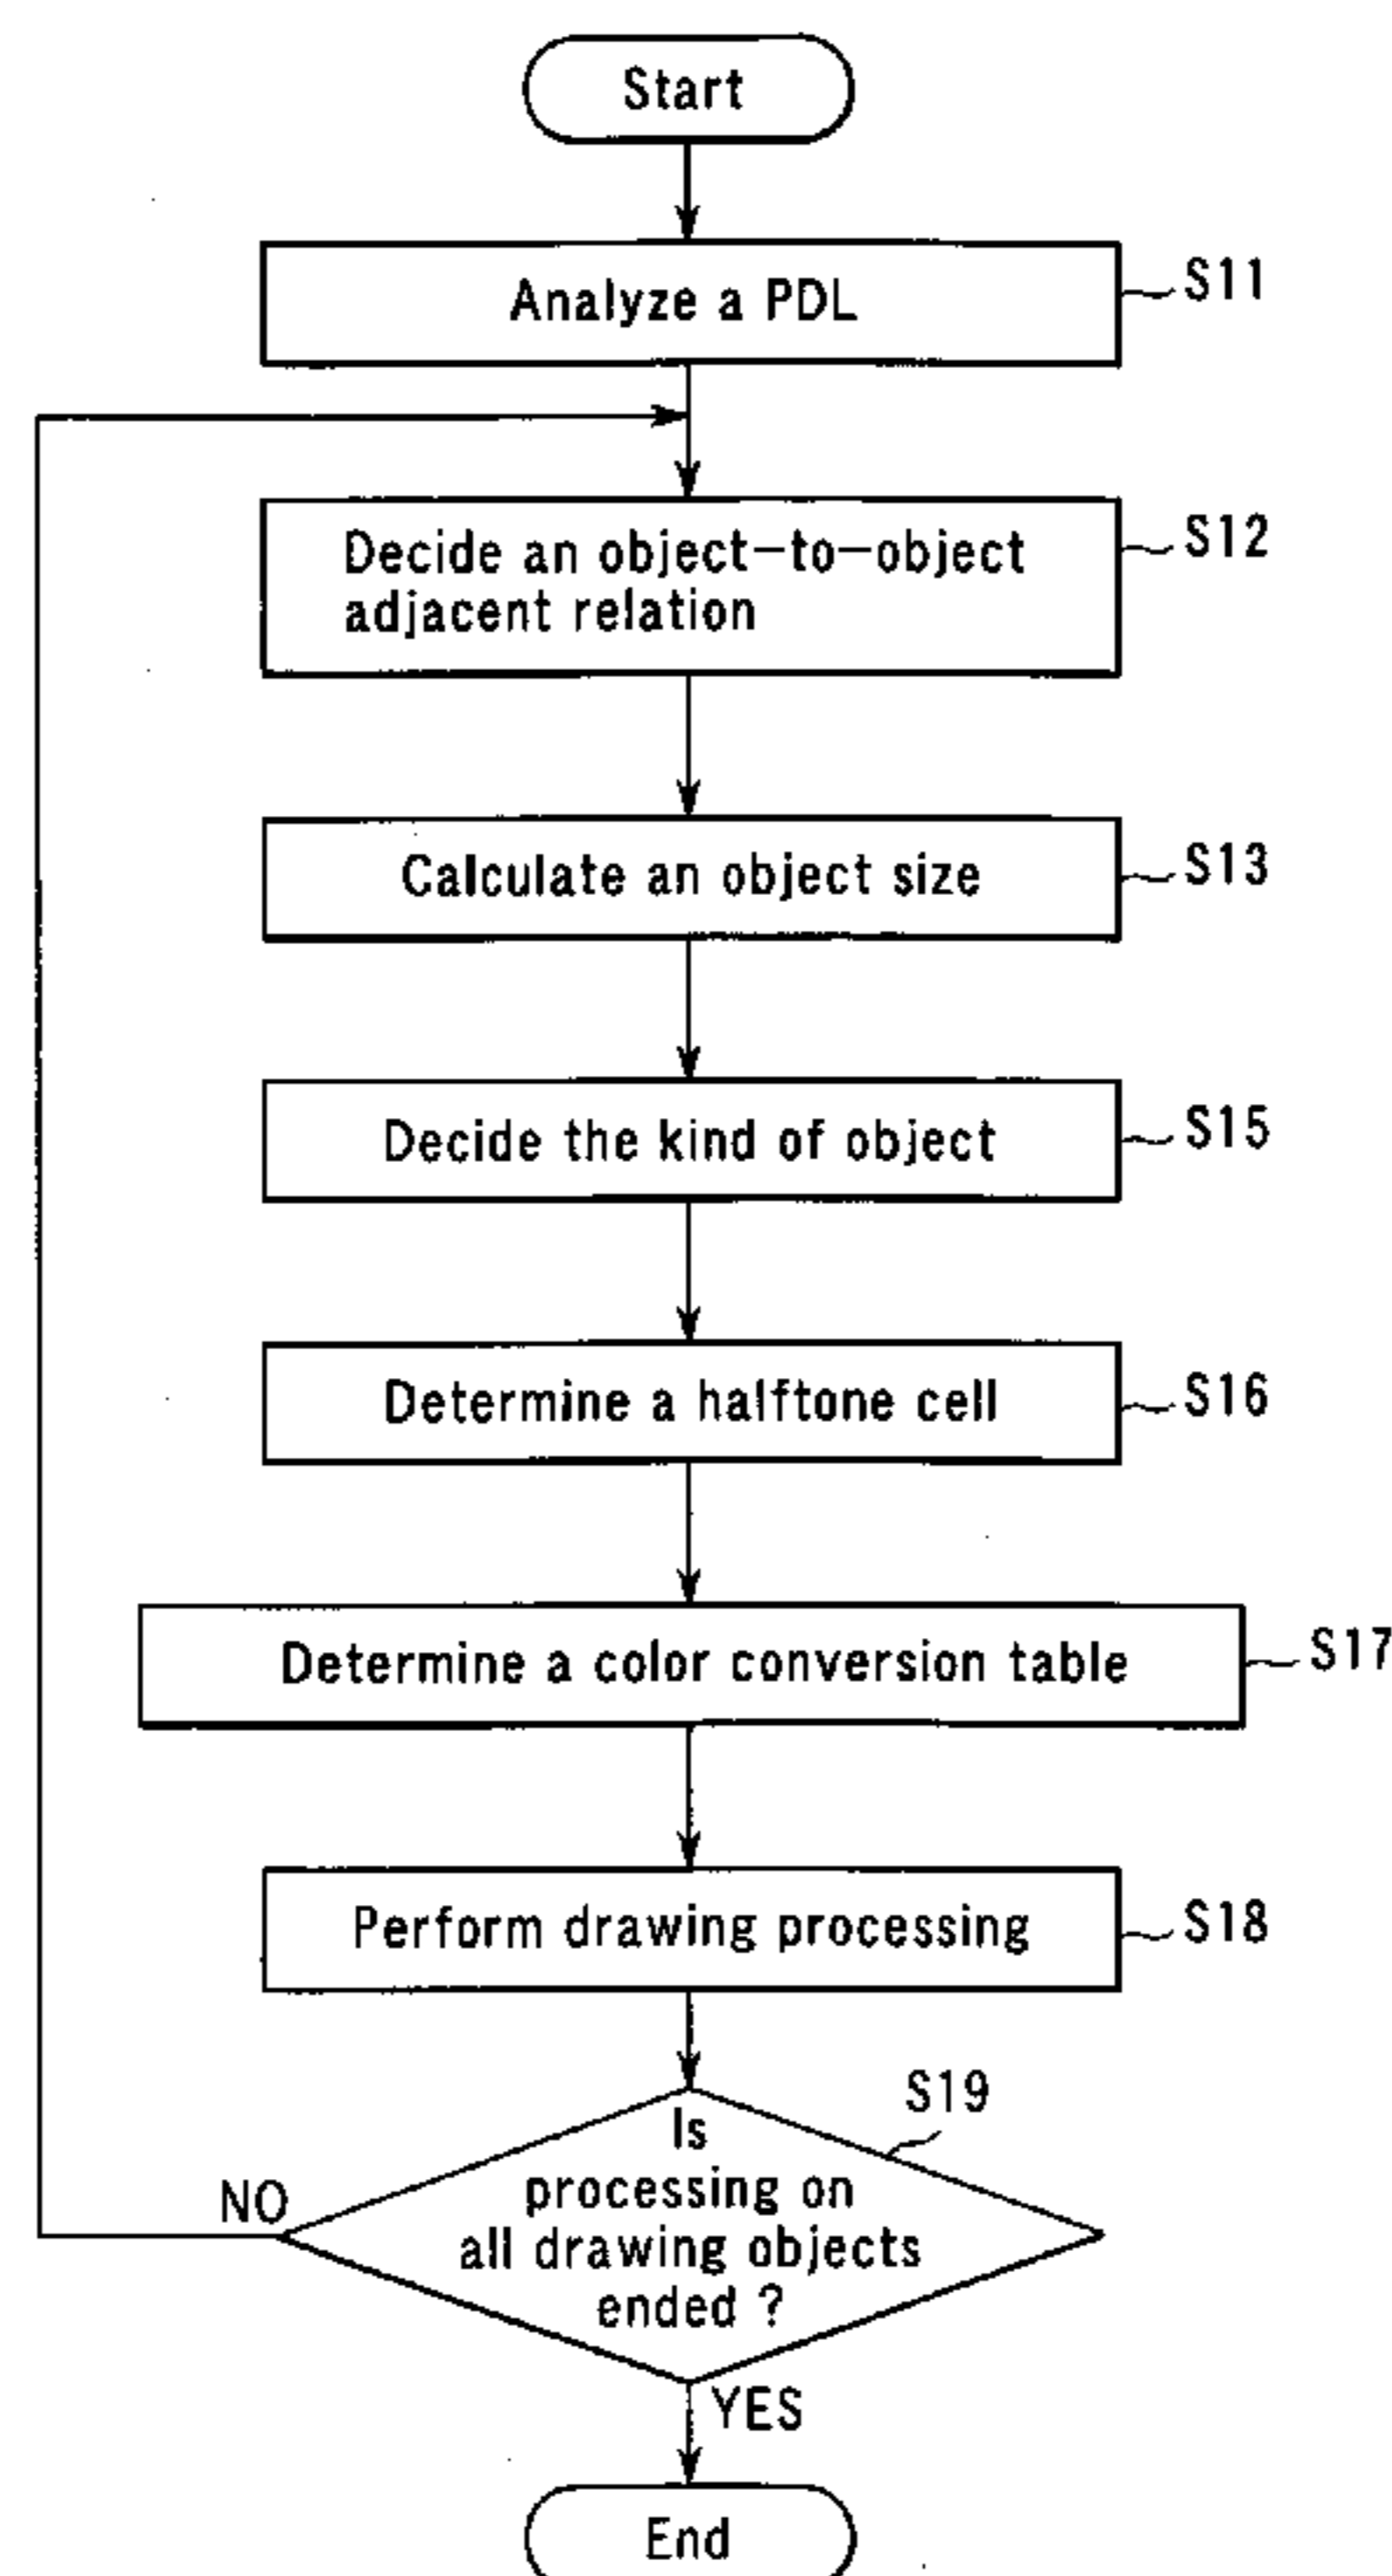 Start
Analyze a PDL
S11
Decide an object-to-object
adjacent relation
S12
Calculate an object size
S13
Decide the kind of object
S15
Determine a halftone cell
S16
Determine a color conversion table
S17
Perform drawing processing
S18
S19
Is
processing on
all drawing objects
ended ?
NO
YES
End